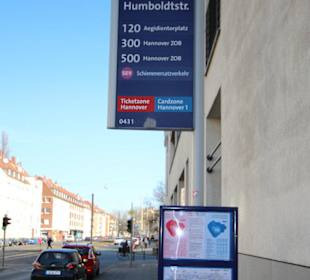 Humboldtstr.
120 Aegidientorplatz
300 Hannover ZOB
500 Hannover ZOB
SEV Schienenersatzverkehr
Ticketzone Cardzone
Hannover Hannover 1
0431